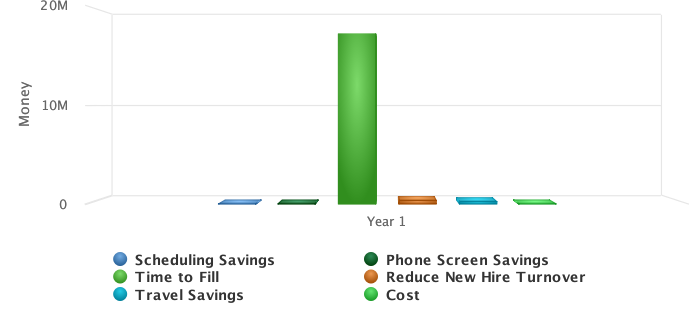 20M
10M
0
Money
Year 1
Scheduling Savings
Phone Screen Savings
Time to Fill
Reduce New Hire Turnover
Travel Savings
Cost